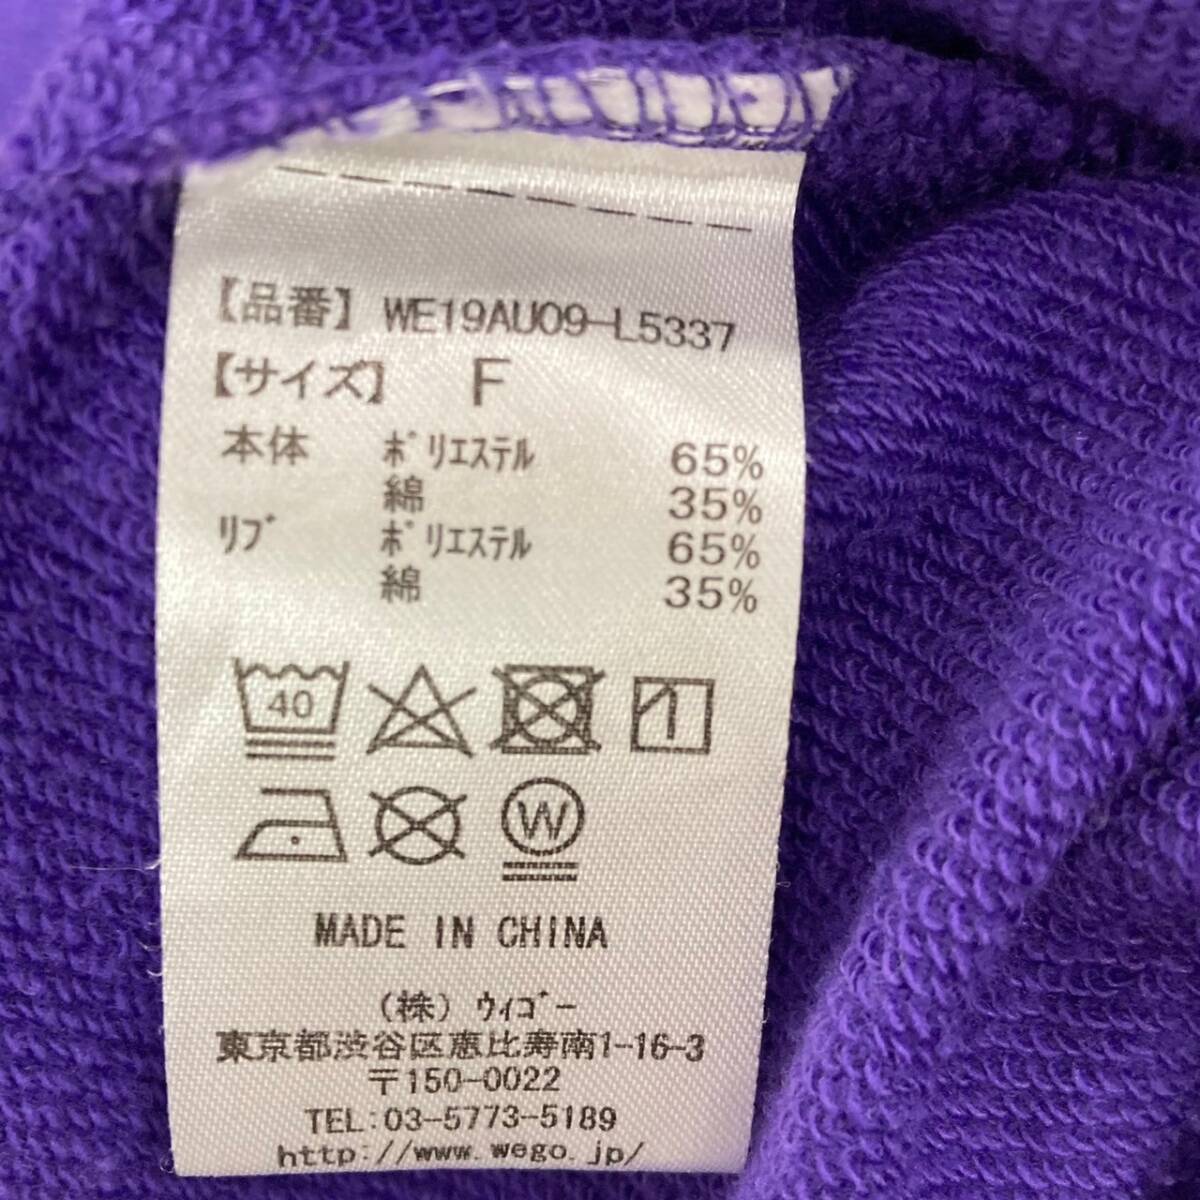 【品番】 WE19AU09-L5337
【サイズ】 F
本体 ポリエステル 65%
綿 35%
リブ ポリエステル 65%
綿 35%
40
W
MADE IN CHINA
(株) ウィゴー
東京都渋谷区恵比寿南1-16-3
〒150-0022
TEL:03-5773-5189
http://www.wego.jp/